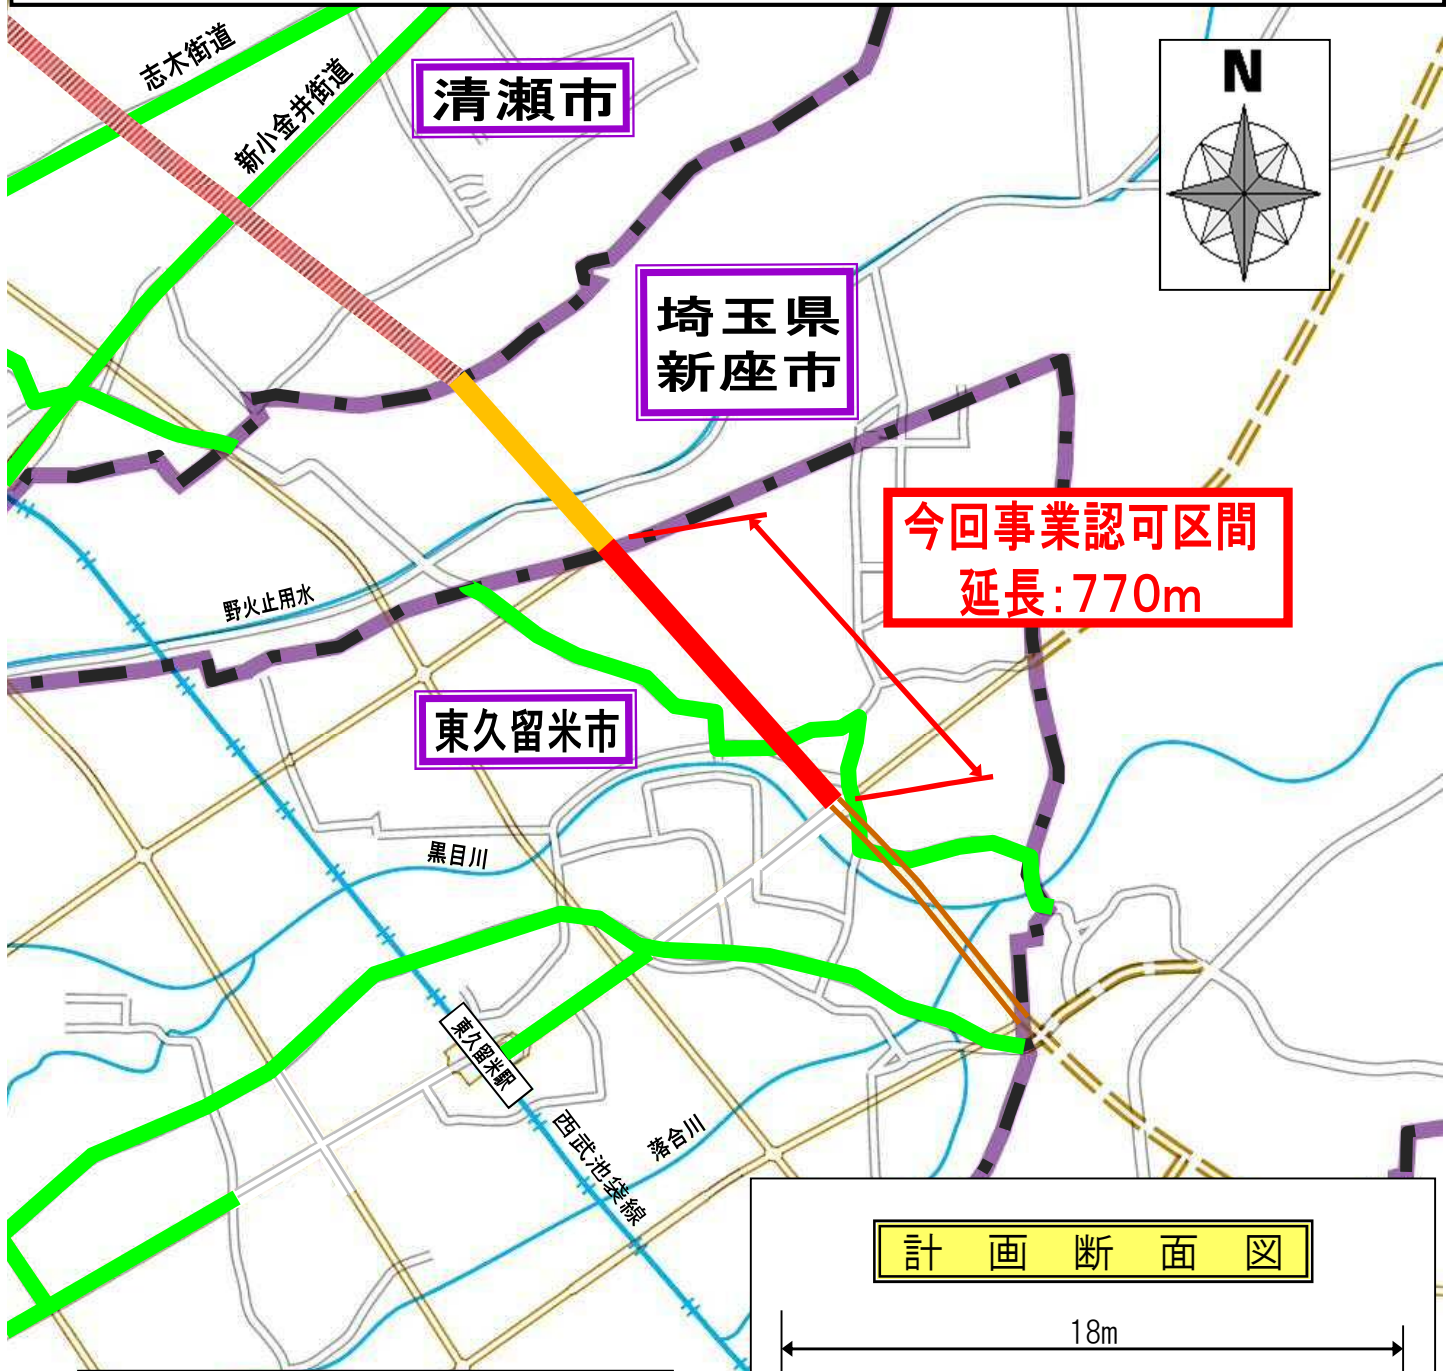 志木街道
新小金井街道
清瀬市
N
埼玉県
新座市
今回事業認可区間
延長:770m
野火止用水
東久留米市
黒目川
東久留米駅
西武池袋線
落合川
計画断面図
18m